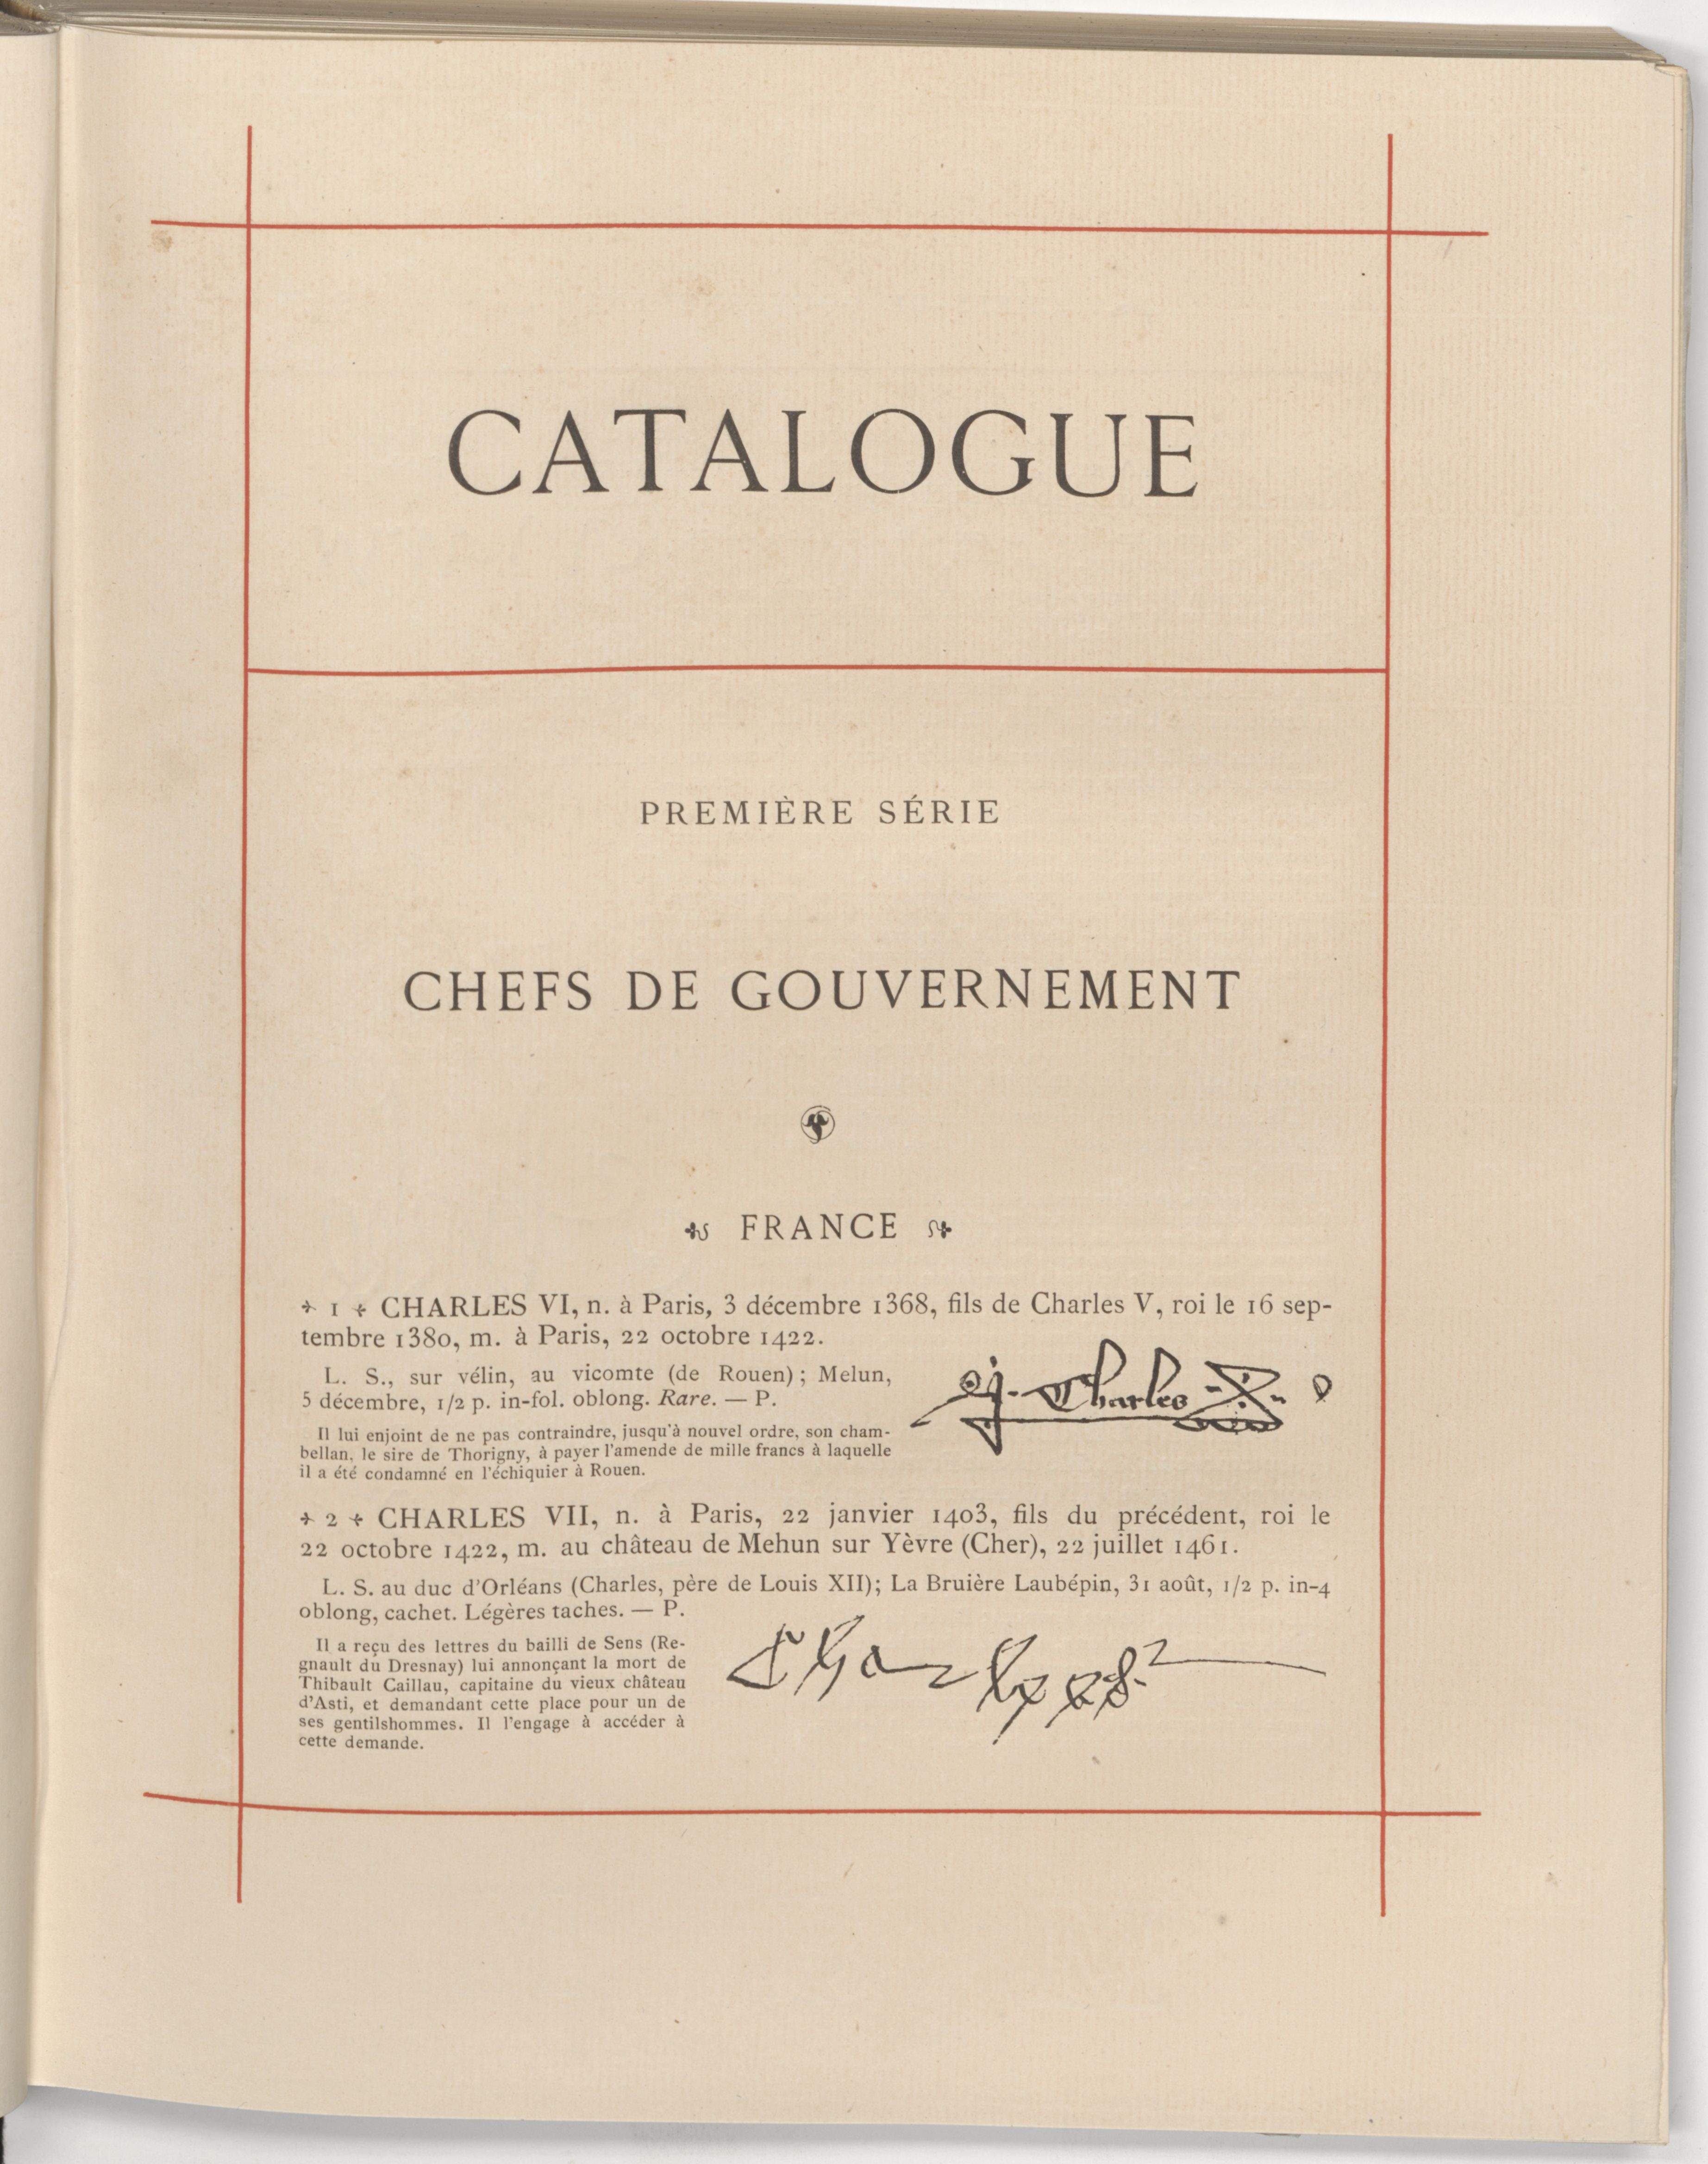 CATALOGUE
PREMIÈRE SÉRIE
CHEFS DE GOUVERNEMENT
FRANCE
1 CHARLES VI, n. à Paris, 3 décembre 1368, fils de Charles V, roi le 16 sep-
tembre 1380, m. à Paris, 22 octobre 1422.
L. S., sur vélin, au vicomte (de Rouen) ; Melun,
5 décembre, 1/2 p. in-fol. oblong. Rare. — P.
Il lui enjoint de ne pas contraindre, jusqu'à nouvel ordre, son cham-
bellan, le sire de Thorigny, à payer l'amende de mille francs à laquelle
il a été condamné en l'échiquier à Rouen.
Charles
2 CHARLES VII, n. à Paris, 22 janvier 1403, fils du précédent, roi le
22 octobre 1422, m. au château de Mehun sur Yèvre (Cher), 22 juillet 1461.
L. S. au duc d'Orléans (Charles, père de Louis XII); La Bruière Laubépin, 31 août, 1/2 p. in-4
oblong, cachet. Légères taches. — P.
Il a reçu des lettres du bailli de Sens (Re-
gnault du Dresnay) lui annonçant la mort de
Thibault Caillau, capitaine du vieux château
d'Asti, et demandant cette place pour un de
ses gentilshommes. Il l'engage à accéder à
cette demande.